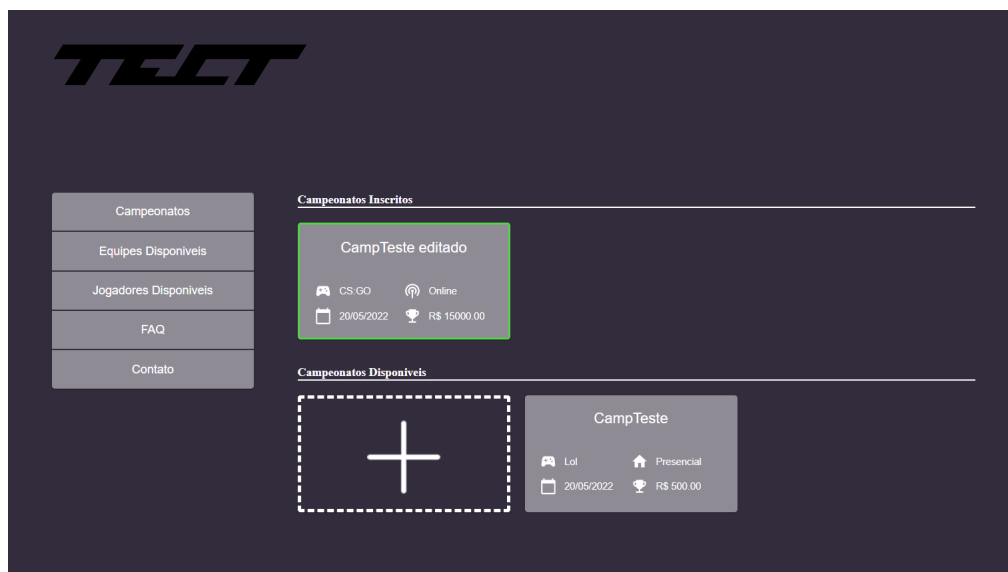 TECT
Campeonatos
Equipes Disponiveis
Jogadores Disponiveis
FAQ
Contato
Campeonatos Inscritos
CampTeste editado
CS:GO
Online
20/05/2022
R$ 15000.00
Campeonatos Disponiveis
CampTeste
Lol
Presencial
20/05/2022
R$ 500.00